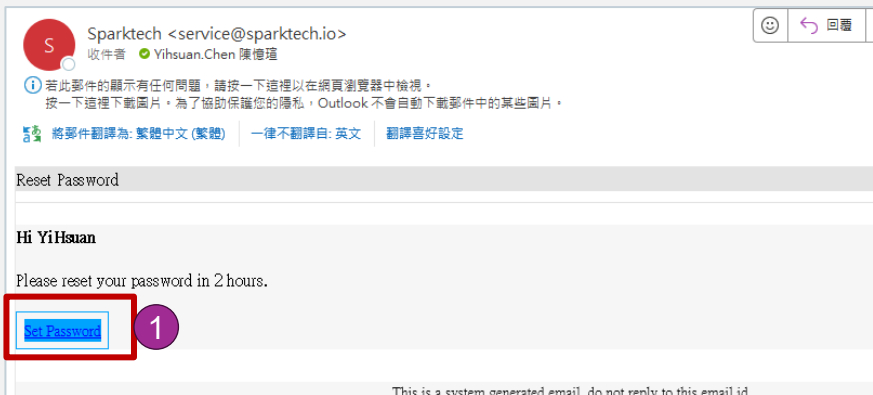 S
Sparktech <service@sparktech.io>
收件者 Yihsuan.Chen 陳億瑄
回覆
若此郵件的顯示有任何問題，請按一下這裡以在網頁瀏覽器中檢視。
按一下這裡下載圖片。為了協助保護您的隱私，Outlook 不會自動下載郵件中的某些圖片。
將郵件翻譯為: 繁體中文 (繁體) 一律不翻譯自: 英文 翻譯喜好設定
Reset Password
Hi YiHsuan
Please reset your password in 2 hours.
Set Password
1
This is a system generated email, do not reply to this email id